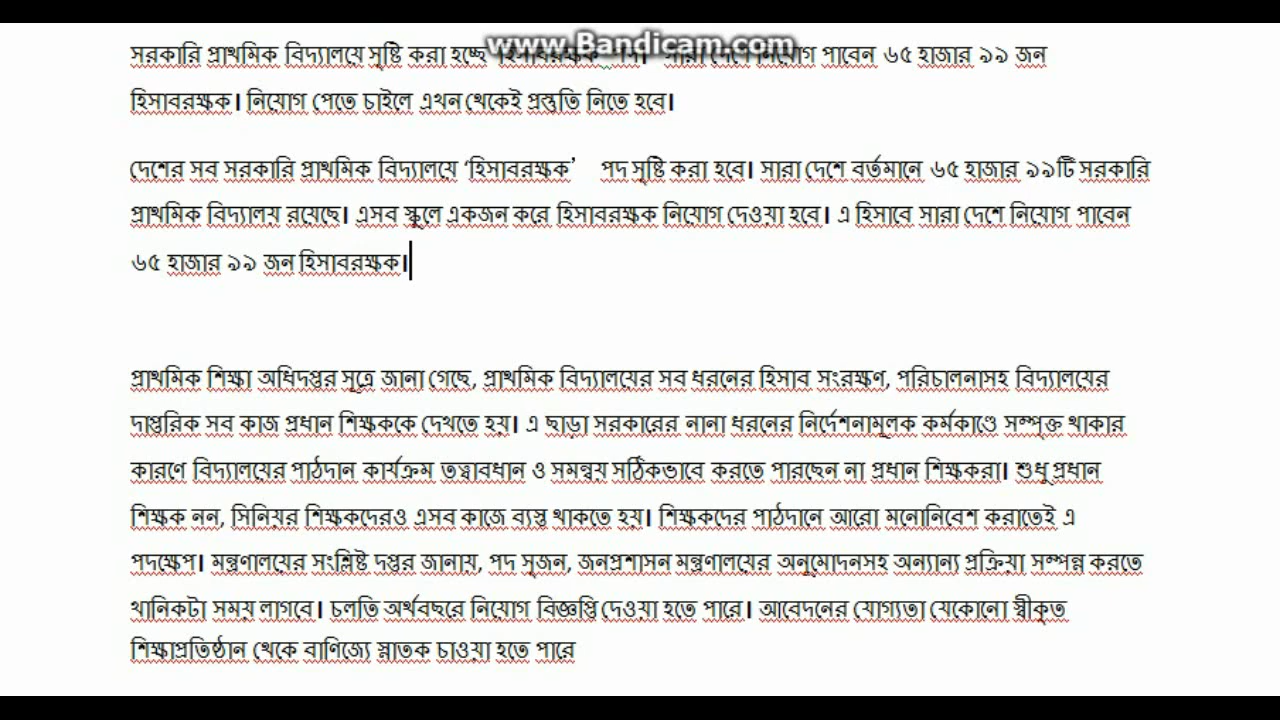 www.Bandicam.com
সরকারি প্রাথমিক বিদ্যালয়ে সৃষ্টি করা হচ্ছে ‘হিসাবরক্ষক’ পদ। সারা দেশে নিয়োগ পাবেন ৬৫ হাজার ৯৯ জন
হিসাবরক্ষক। নিয়োগ পেতে চাইলে এখন থেকেই প্রস্তুতি নিতে হবে।
দেশের সব সরকারি প্রাথমিক বিদ্যালয়ে ‘হিসাবরক্ষক’ পদ সৃষ্টি করা হবে। সারা দেশে বর্তমানে ৬৫ হাজার ৯৯টি সরকারি
প্রাথমিক বিদ্যালয় রয়েছে। এসব স্কুলে একজন করে হিসাবরক্ষক নিয়োগ দেওয়া হবে। এ হিসাবে সারা দেশে নিয়োগ পাবেন
৬৫ হাজার ৯৯ জন হিসাবরক্ষক।
প্রাথমিক শিক্ষা অধিদপ্তর সূত্রে জানা গেছে, প্রাথমিক বিদ্যালয়ের সব ধরনের হিসাব সংরক্ষণ, পরিচালনাসহ বিদ্যালয়ের
দাপ্তরিক সব কাজ প্রধান শিক্ষককে দেখতে হয়। এ ছাড়া সরকারের নানা ধরনের নির্দেশনামূলক কর্মকাণ্ডে সম্পৃক্ত থাকার
কারণে বিদ্যালয়ের পাঠদান কার্যক্রম তত্ত্বাবধান ও সমন্বয় সঠিকভাবে করতে পারছেন না প্রধান শিক্ষকরা। শুধু প্রধান
শিক্ষক নন, সিনিয়র শিক্ষকদেরও এসব কাজে ব্যস্ত থাকতে হয়। শিক্ষকদের পাঠদানে আরো মনোনিবেশ করাতেই এ
পদক্ষেপ। মন্ত্রণালয়ের সংশ্লিষ্ট দপ্তর জানায়, পদ সৃজন, জনপ্রশাসন মন্ত্রণালয়ের অনুমোদনসহ অন্যান্য প্রক্রিয়া সম্পন্ন করতে
খানিকটা সময় লাগবে। চলতি অর্থবছরে নিয়োগ বিজ্ঞপ্তি দেওয়া হতে পারে। আবেদনের যোগ্যতা যেকোনো স্বীকৃত
শিক্ষাপ্রতিষ্ঠান থেকে বাণিজ্যে স্নাতক চাওয়া হতে পারে